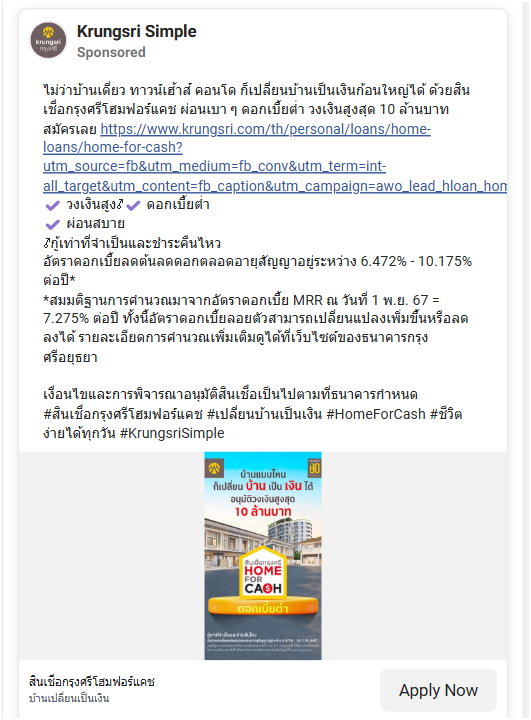 krungsri
กรุงศรี
Krungsri Simple
Sponsored
ไม่ว่าบ้านเดี่ยว ทาวน์เฮ้าส์ คอนโด ก็เปลี่ยนบ้านเป็นเงินก้อนใหญ่ได้ ด้วยสิน
เชื่อกรุงศรีโฮมฟอร์แคช ผ่อนเบา ๆ ดอกเบี้ยต่ำ วงเงินสูงสุด 10 ล้านบาท
สมัครเลย https://www.krungsri.com/th/personal/loans/home-
loans/home-for-cash?
utm_source=fb&utm_medium=fb_conv&utm_term=int-
all_target&utm_content=fb_caption&utm_campaign=awo_lead_hloan_hom
✔ วงเงินสูง ✔ ดอกเบี้ยต่ำ
✔ ผ่อนสบาย
กู้เท่าที่จำเป็นและชำระคืนไหว
อัตราดอกเบี้ยลดต้นลดดอกตลอดอายุสัญญาอยู่ระหว่าง 6.472% - 10.175%
ต่อปี*
*สมมติฐานการคำนวณมาจากอัตราดอกเบี้ย MRR ณ วันที่ 1 พ.ย. 67 =
7.275% ต่อปี ทั้งนี้อัตราดอกเบี้ยลอยตัวสามารถเปลี่ยนแปลงเพิ่มขึ้นหรือลด
ลงได้ รายละเอียดการคำนวณเพิ่มเติมดูได้ที่เว็บไซต์ของธนาคารกรุง
ศรีอยุธยา
เงื่อนไขและการพิจารณาอนุมัติสินเชื่อเป็นไปตามที่ธนาคารกำหนด
#สินเชื่อกรุงศรีโฮมฟอร์แคช #เปลี่ยนบ้านเป็นเงิน #HomeForCash #ชีวิต
ง่ายได้ทุกวัน #KrungsriSimple
บ้านแบบไหน
ก็เปลี่ยน บ้าน เป็น เงิน ได้
อนุมัติวงเงินสูงสุด
10 ล้านบาท
สินเชื่อกรุงศรี
HOME
FOR
CA$H
ดอกเบี้ยต่ำ
กู้เท่าที่จำเป็นและชำระคืนไหว
สินเชื่อกรุงศรีโฮมฟอร์แคช
บ้านเปลี่ยนเป็นเงิน
Apply Now